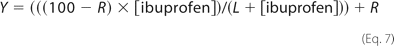 Y = (((100 − R) × [ibuprofen])/(L + [ibuprofen])) + R
(Eq. 7)